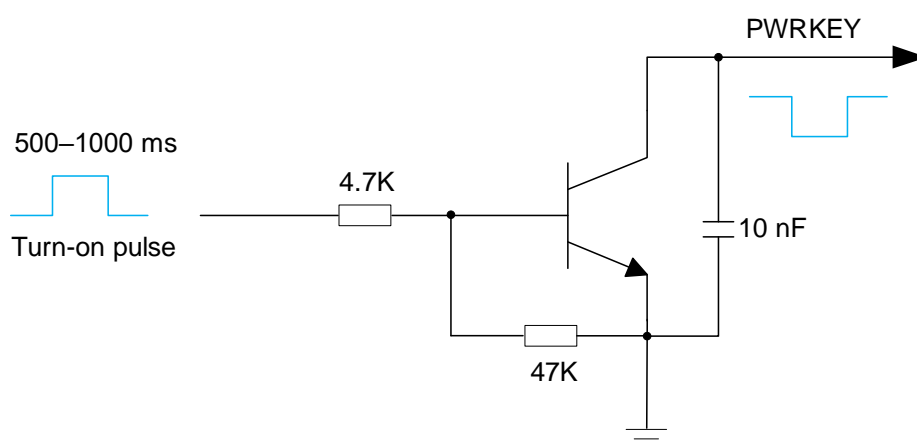 PWRKEY
500–1000 ms
4.7K
Turn-on pulse
10 nF
47K